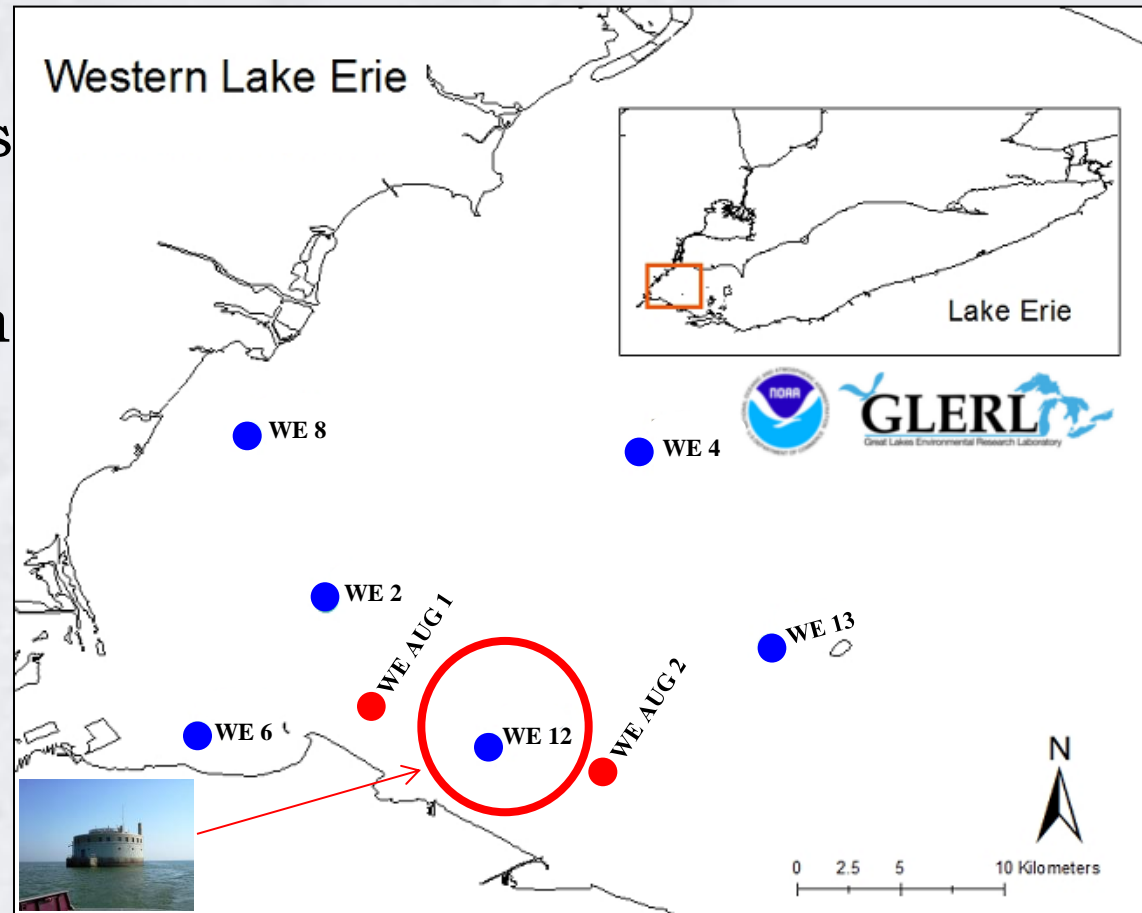 Western Lake Erie
s
a
Lake Erie
NOAA
GLERL
Great Lakes Environmental Research Laboratory
WE 8
WE 4
WE 2
WE AUG 1
WE 13
WE AUG 2
WE 6
WE 12
N
0 2.5 5 10 Kilometers